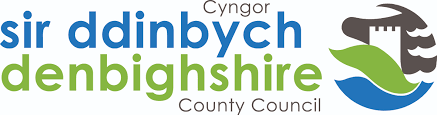 Cyngor
sir ddinbych
denbighshire
County Council